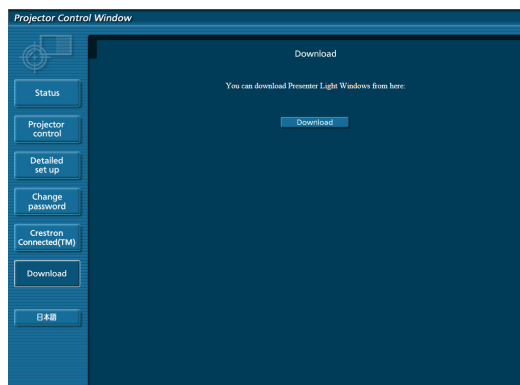 Projector Control Window
Download
You can download Presenter Light Windows from here:
Download
Status
Projector
control
Detailed
set up
Change
password
Crestron
Connected(TM)
Download
日本語